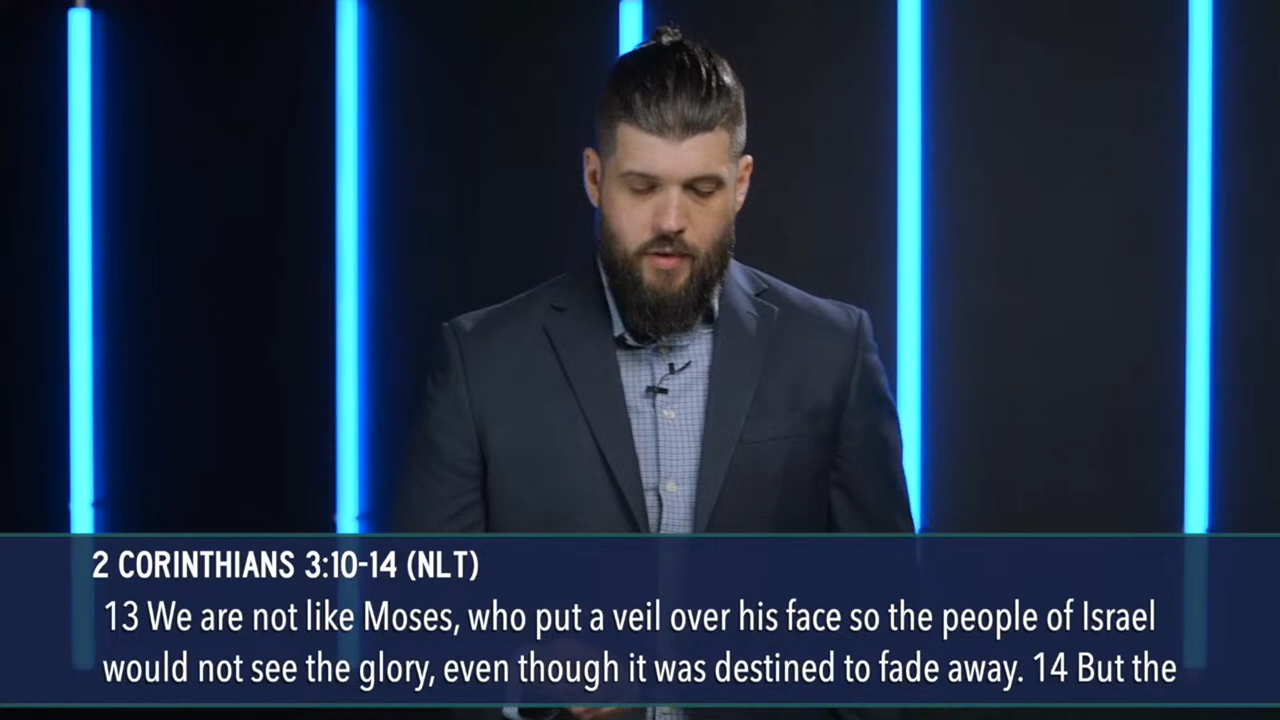 2 CORINTHIANS 3:10-14 (NLT)
13 We are not like Moses, who put a veil over his face so the people of Israel
would not see the glory, even though it was destined to fade away. 14 But the